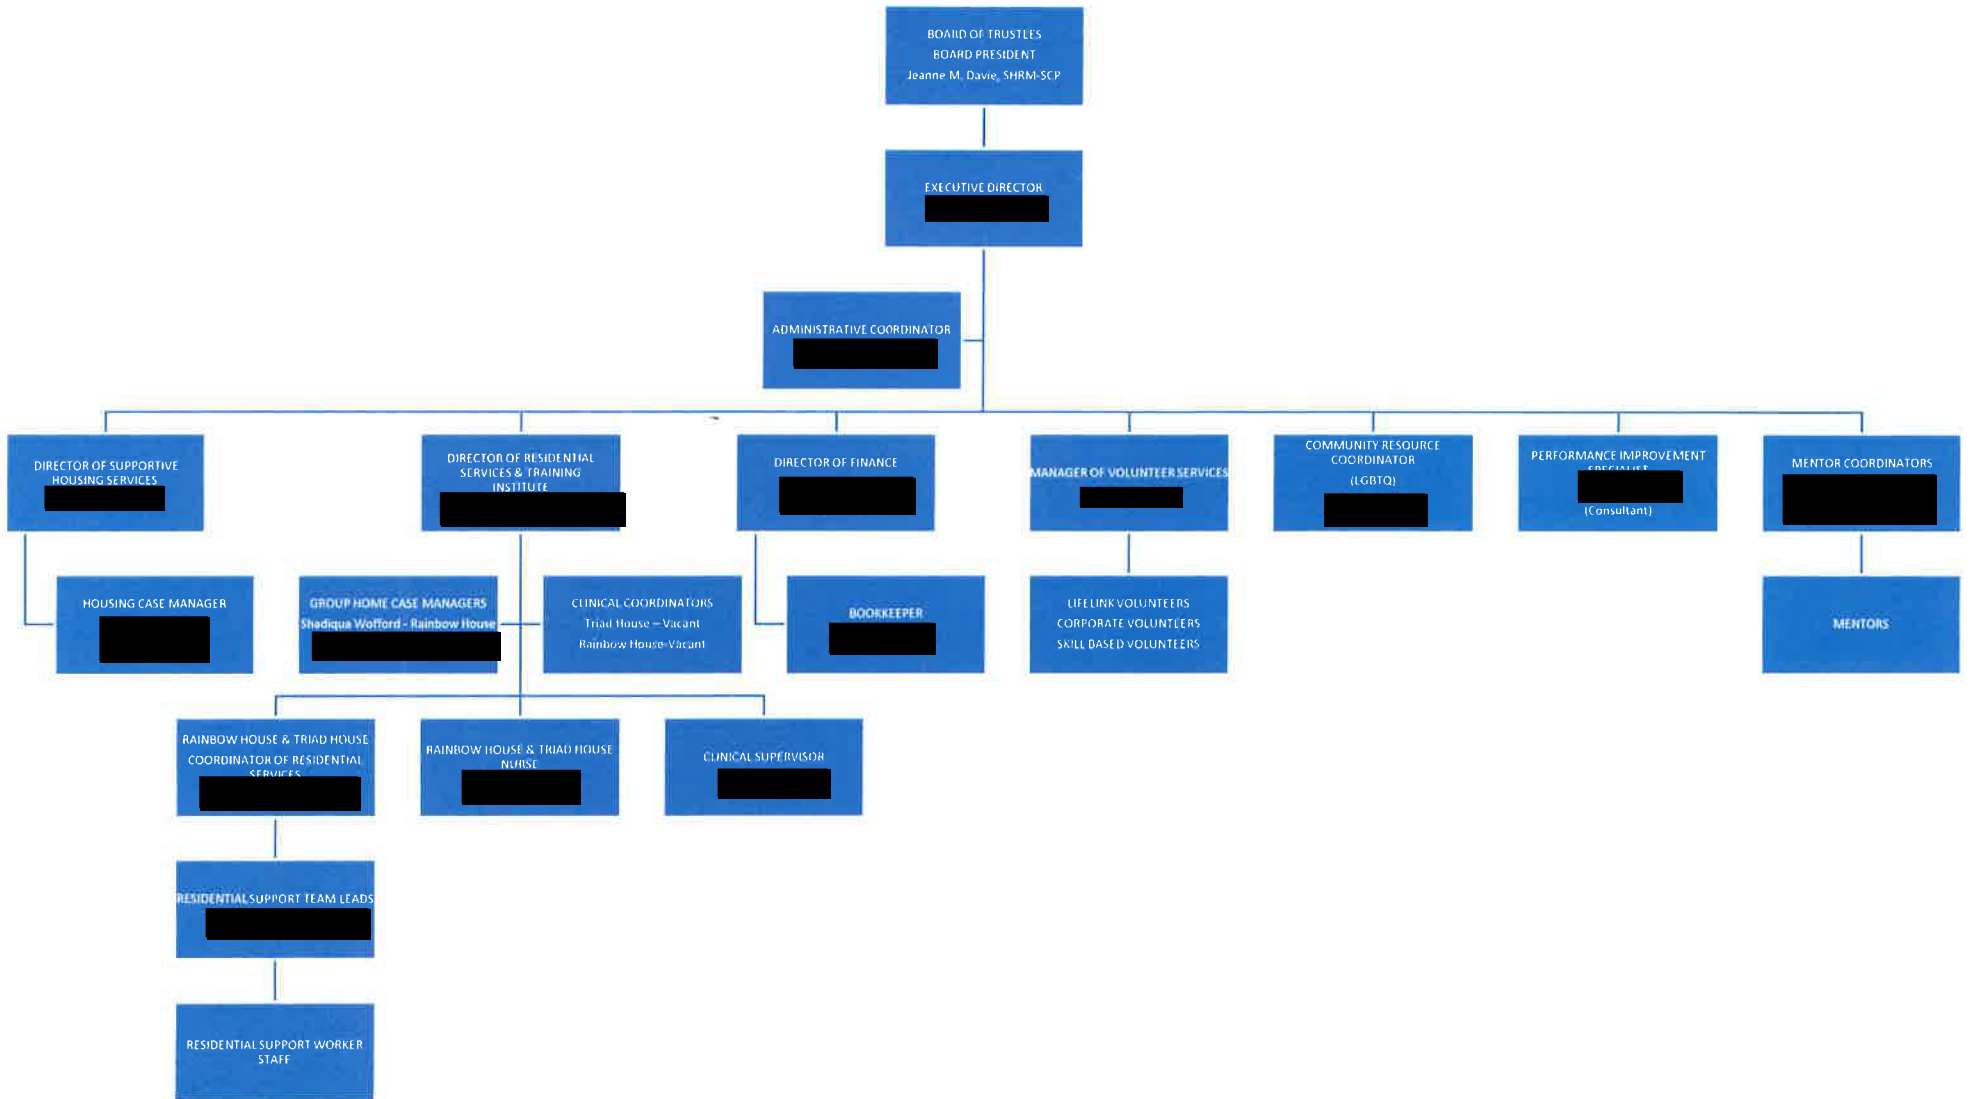 BOARD OF TRUSTEES
BOARD PRESIDENT
Jeanne M. Davie, SHRM-SCP
EXECUTIVE DIRECTOR
ADMINISTRATIVE COORDINATOR
DIRECTOR OF SUPPORTIVE
HOUSING SERVICES
DIRECTOR OF RESIDENTIAL
SERVICES & TRAINING
INSTITUTE
DIRECTOR OF FINANCE
MANAGER OF VOLUNTEER SERVICES
COMMUNITY RESOURCE
COORDINATOR
(LGBTQ)
PERFORMANCE IMPROVEMENT
SPECIALIST
(Consultant)
MENTOR COORDINATORS
HOUSING CASE MANAGER
GROUP HOME CASE MANAGERS
Shadiqua Wofford - Rainbow House
CLINICAL COORDINATORS
Triad House – Vacant
Rainbow House-Vacant
BOOKKEEPER
LIFELINK VOLUNTEERS
CORPORATE VOLUNTEERS
SKILL BASED VOLUNTEERS
MENTORS
RAINBOW HOUSE & TRIAD HOUSE
COORDINATOR OF RESIDENTIAL
SERVICES
RAINBOW HOUSE & TRIAD HOUSE
NURSE
CLINICAL SUPERVISOR
RESIDENTIAL SUPPORT TEAM LEADS
RESIDENTIAL SUPPORT WORKER
STAFF